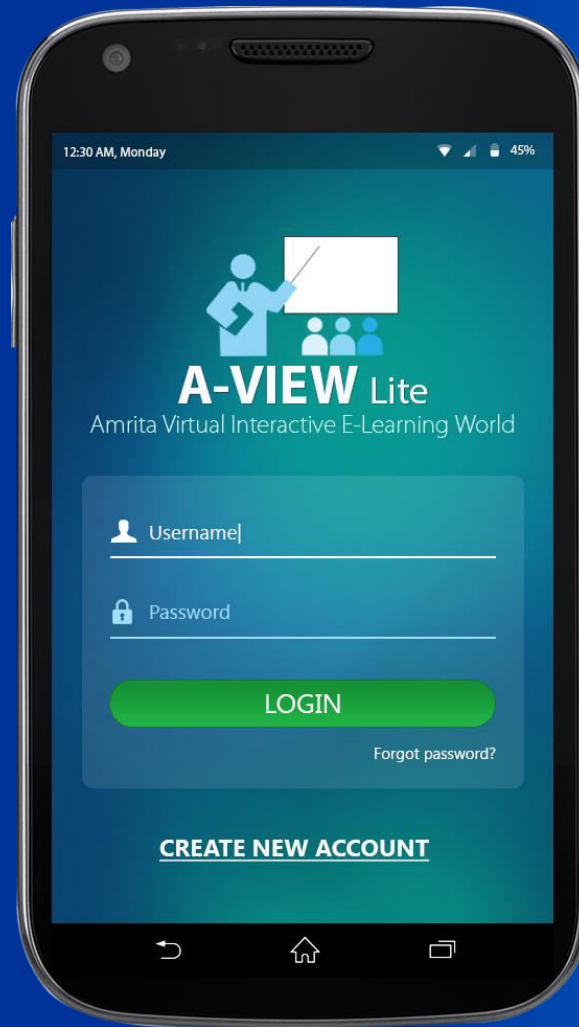 12:30 AM, Monday 45%
A-VIEW Lite
Amrita Virtual Interactive E-Learning World
Username
Password
LOGIN
Forgot password?
CREATE NEW ACCOUNT